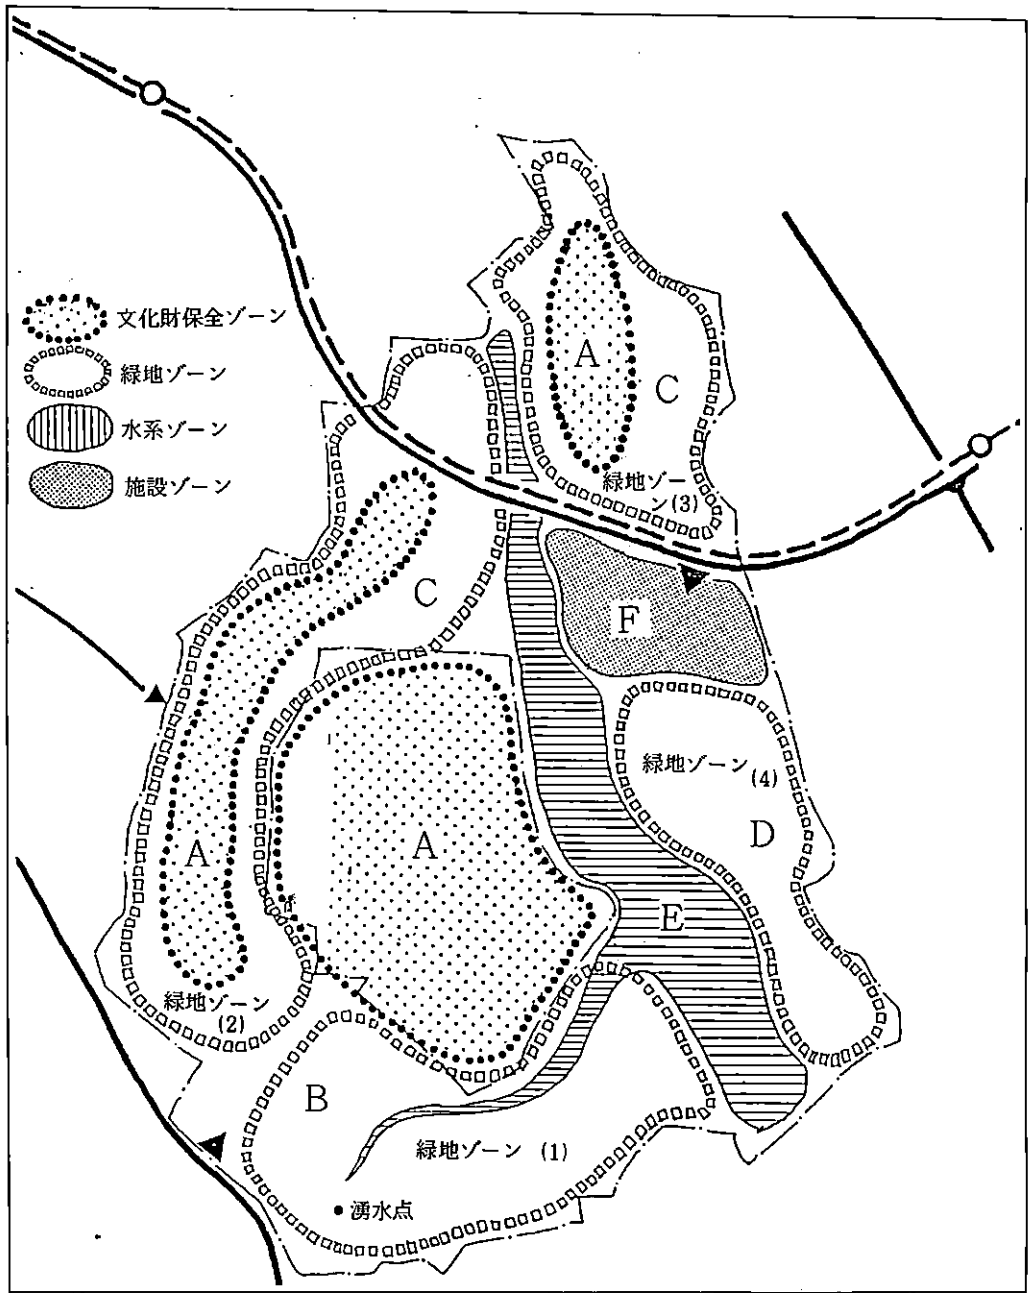 文化財保全ゾーン
緑地ゾーン
水系ゾーン
施設ゾーン
A
C
緑地ゾー
ン(3)
C
F
緑地ゾーン(4)
D
A
A
E
緑地ゾーン
(2)
B
緑地ゾーン (1)
湧水点